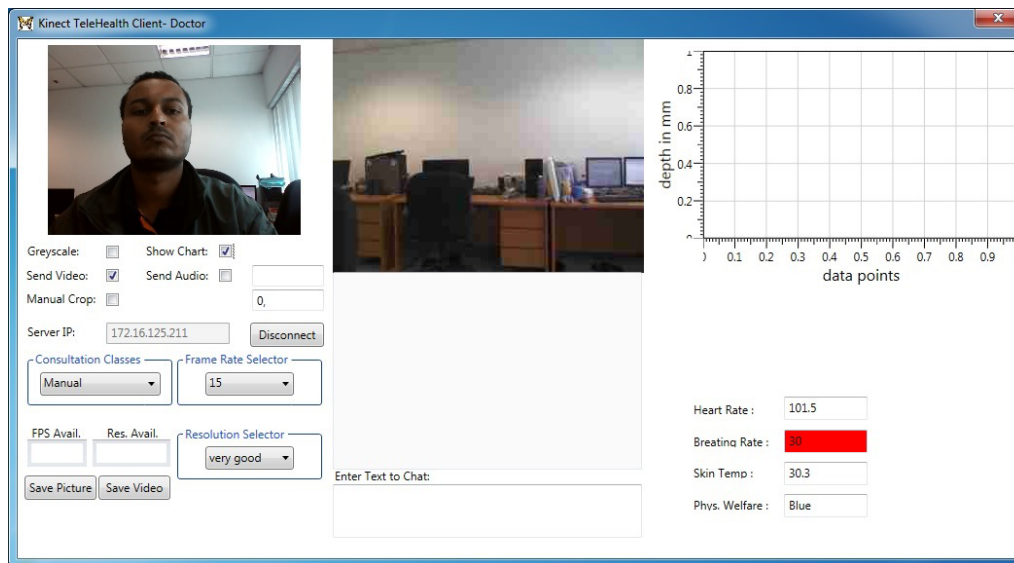 Kinect TeleHealth Client- Doctor
x
Greyscale:
Show Chart:
Send Video:
Send Audio:
Manual Crop:
0,
Server IP:
172.16.125.211
Disconnect
Consultation Classes
Manual
Frame Rate Selector
15
FPS Avail.
Res. Avail.
Resolution Selector
very good
Save Picture
Save Video
Enter Text to Chat:
depth in mm
1
0.8
0.6
0.4
0.2
0.1 0.2 0.3 0.4 0.5 0.6 0.7 0.8 0.9
data points
Heart Rate :
101.5
Breating Rate :
30
Skin Temp :
30.3
Phys. Welfare :
Blue